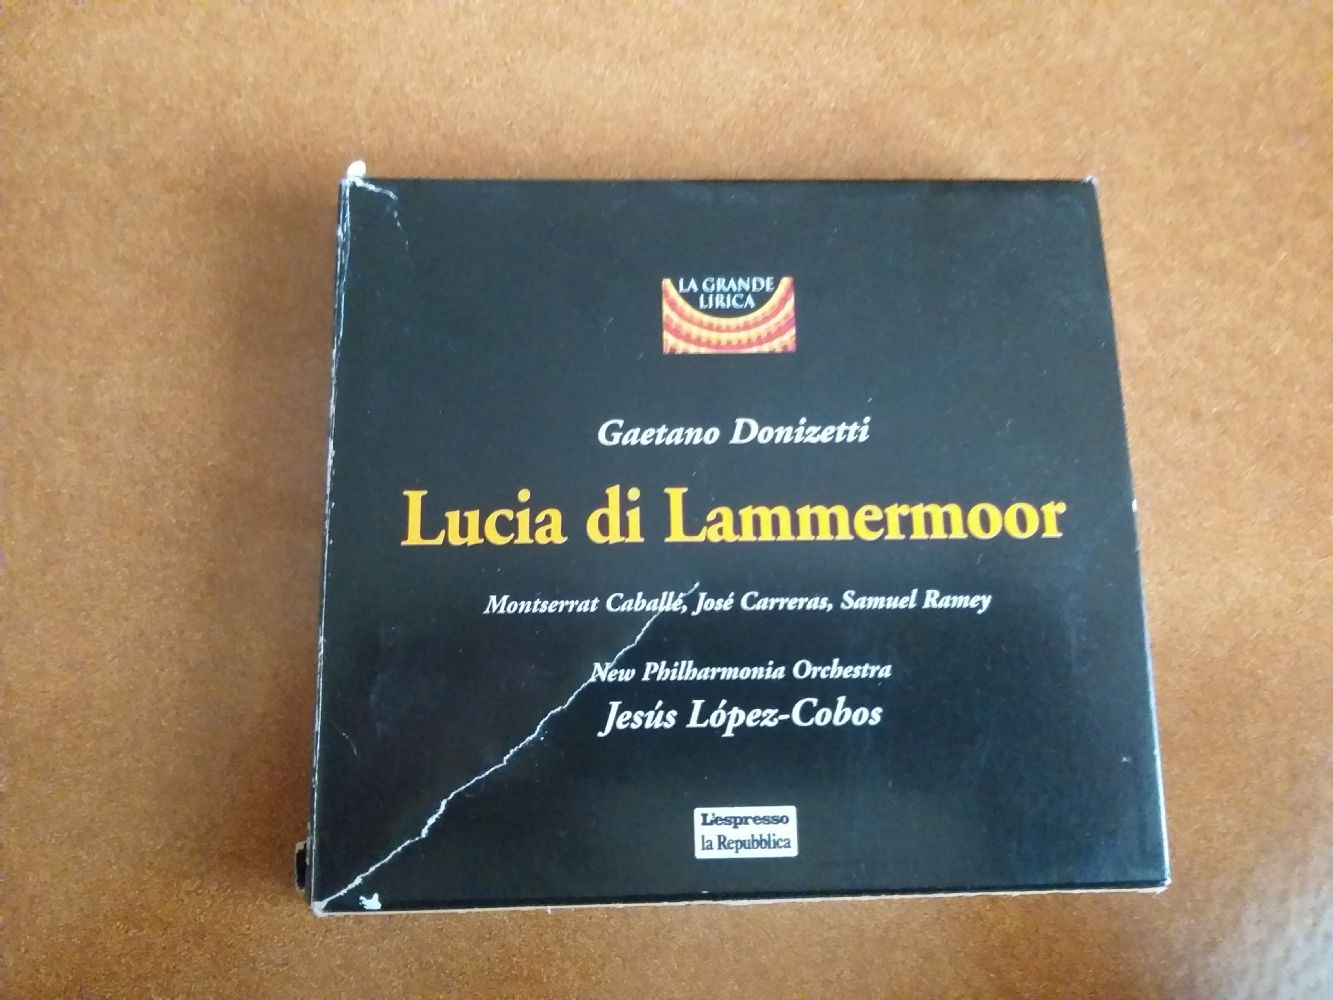 LA GRANDE
LIRICA
Gaetano Donizetti
Lucia di Lammermoor
Montserrat Caballé, José Carreras, Samuel Ramey
New Philharmonia Orchestra
Jesús López-Cobos
L'espresso
la Repubblica